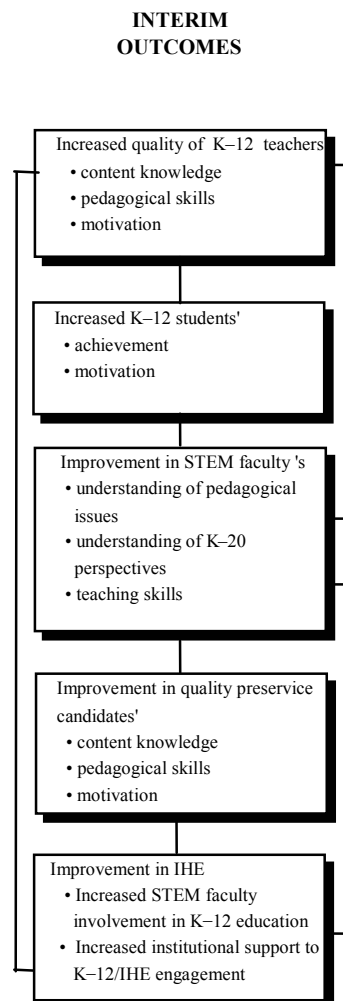 INTERIM
OUTCOMES
Increased quality of K–12 teachers
• content knowledge
• pedagogical skills
• motivation
Increased K–12 students'
• achievement
• motivation
Improvement in STEM faculty 's
• understanding of pedagogical
issues
• understanding of K–20
perspectives
• teaching skills
Improvement in quality preservice
candidates'
• content knowledge
• pedagogical skills
• motivation
Improvement in IHE
• Increased STEM faculty
involvement in K–12 education
• Increased institutional support to
K–12/IHE engagement